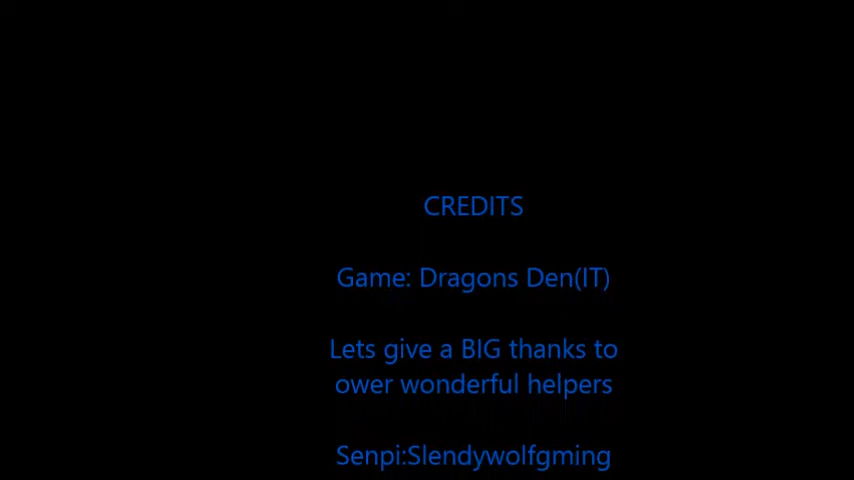 CREDITS
Game: Dragons Den(IT)
Lets give a BIG thanks to
ower wonderful helpers
Senpi:Slendywolfgming